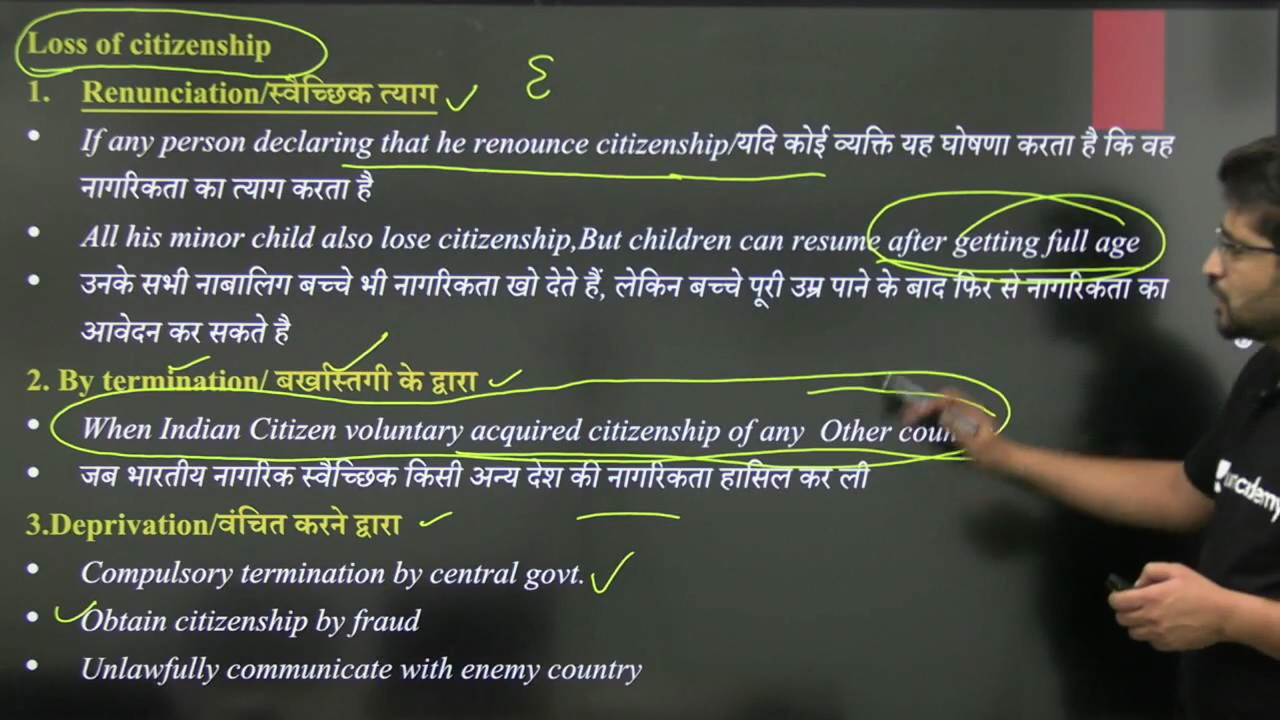 Loss of citizenship
1. Renunciation/स्वैच्छिक त्याग
• If any person declaring that he renounce citizenship/यदि कोई व्यक्ति यह घोषणा करता है कि वह
नागरिकता का त्याग करता है
• All his minor child also lose citizenship,But children can resume after getting full age
• उनके सभी नाबालिग बच्चे भी नागरिकता खो देते हैं, लेकिन बच्चे पूरी उम्र पाने के बाद फिर से नागरिकता का
आवेदन कर सकते है
2. By termination/ बर्खास्तगी के द्वारा
• When Indian Citizen voluntary acquired citizenship of any Other
• जब भारतीय नागरिक स्वैच्छिक किसी अन्य देश की नागरिकता हासिल कर ली
3.Deprivation/वंचित करने द्वारा
• Compulsory termination by central govt.
• Obtain citizenship by fraud
• Unlawfully communicate with enemy country